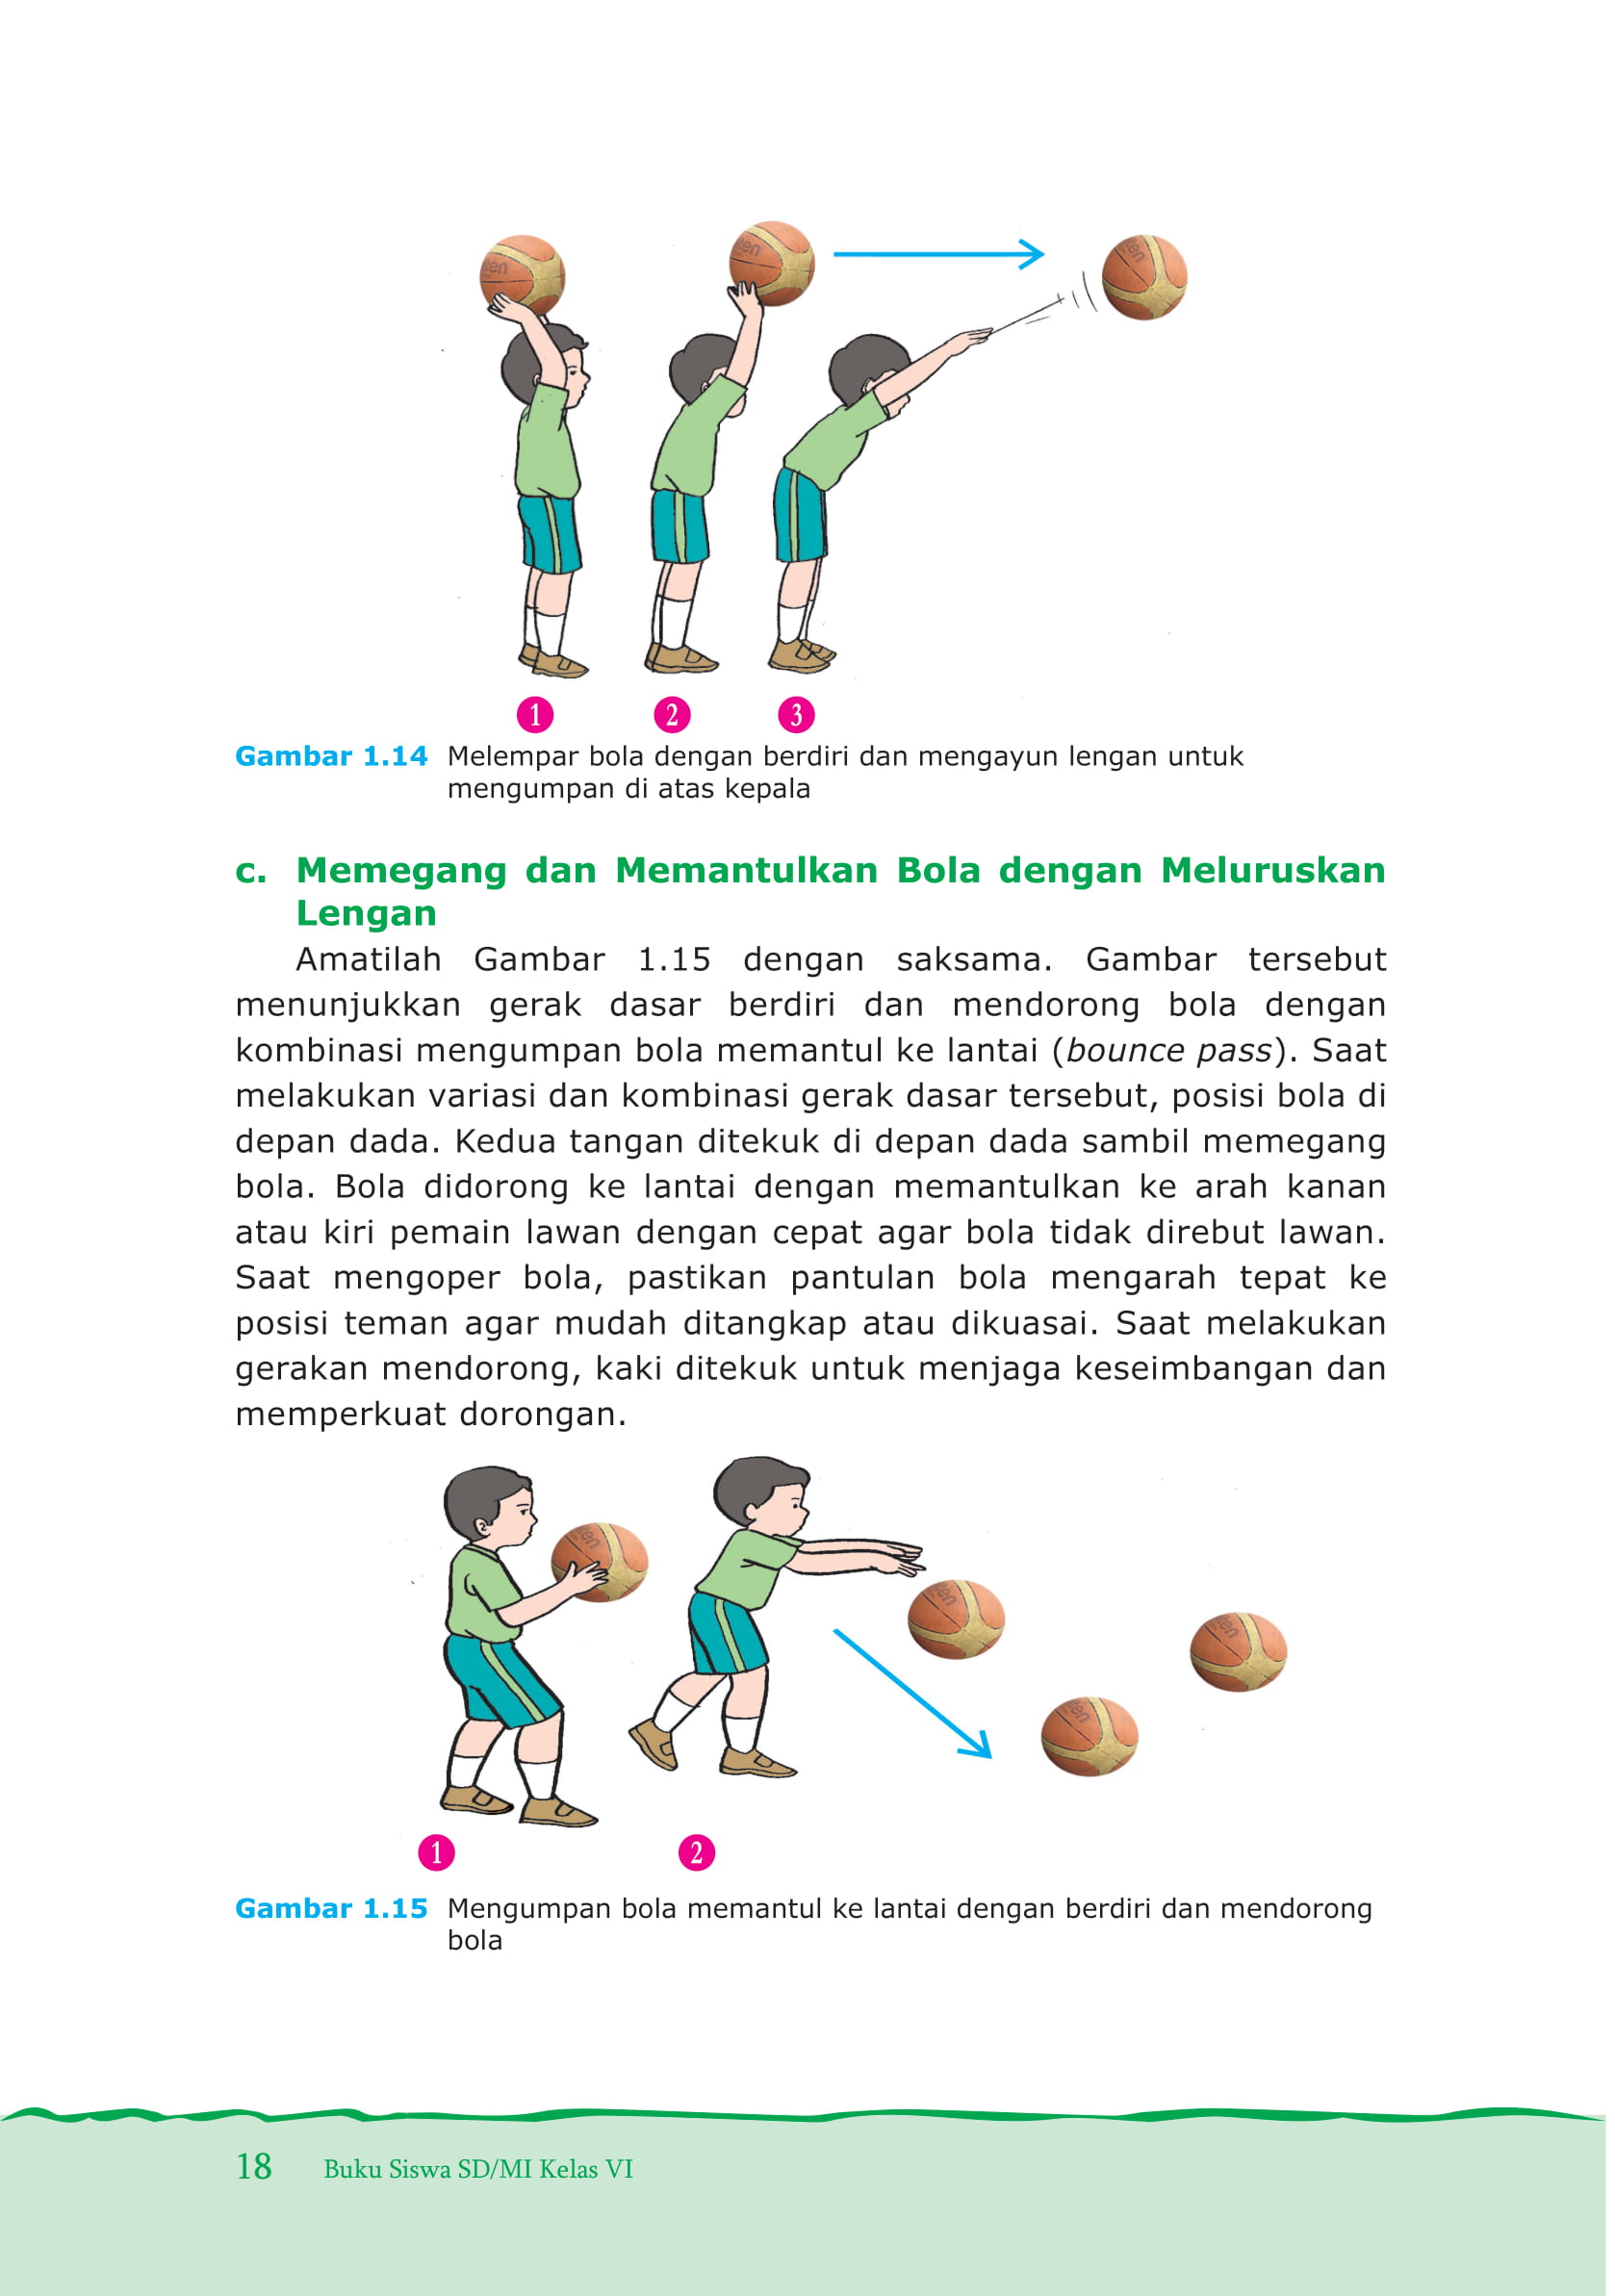 1
2
3
Gambar 1.14 Melempar bola dengan berdiri dan mengayun lengan untuk
mengumpan di atas kepala
c. Memegang dan Memantulkan Bola dengan Meluruskan
Lengan
Amatilah Gambar 1.15 dengan saksama. Gambar tersebut
menunjukkan gerak dasar berdiri dan mendorong bola dengan
kombinasi mengumpan bola memantul ke lantai (bounce pass). Saat
melakukan variasi dan kombinasi gerak dasar tersebut, posisi bola di
depan dada. Kedua tangan ditekuk di depan dada sambil memegang
bola. Bola didorong ke lantai dengan memantulkan ke arah kanan
atau kiri pemain lawan dengan cepat agar bola tidak direbut lawan.
Saat mengoper bola, pastikan pantulan bola mengarah tepat ke
posisi teman agar mudah ditangkap atau dikuasai. Saat melakukan
gerakan mendorong, kaki ditekuk untuk menjaga keseimbangan dan
memperkuat dorongan.
1
2
Gambar 1.15 Mengumpan bola memantul ke lantai dengan berdiri dan mendorong
bola
18 Buku Siswa SD/MI Kelas VI